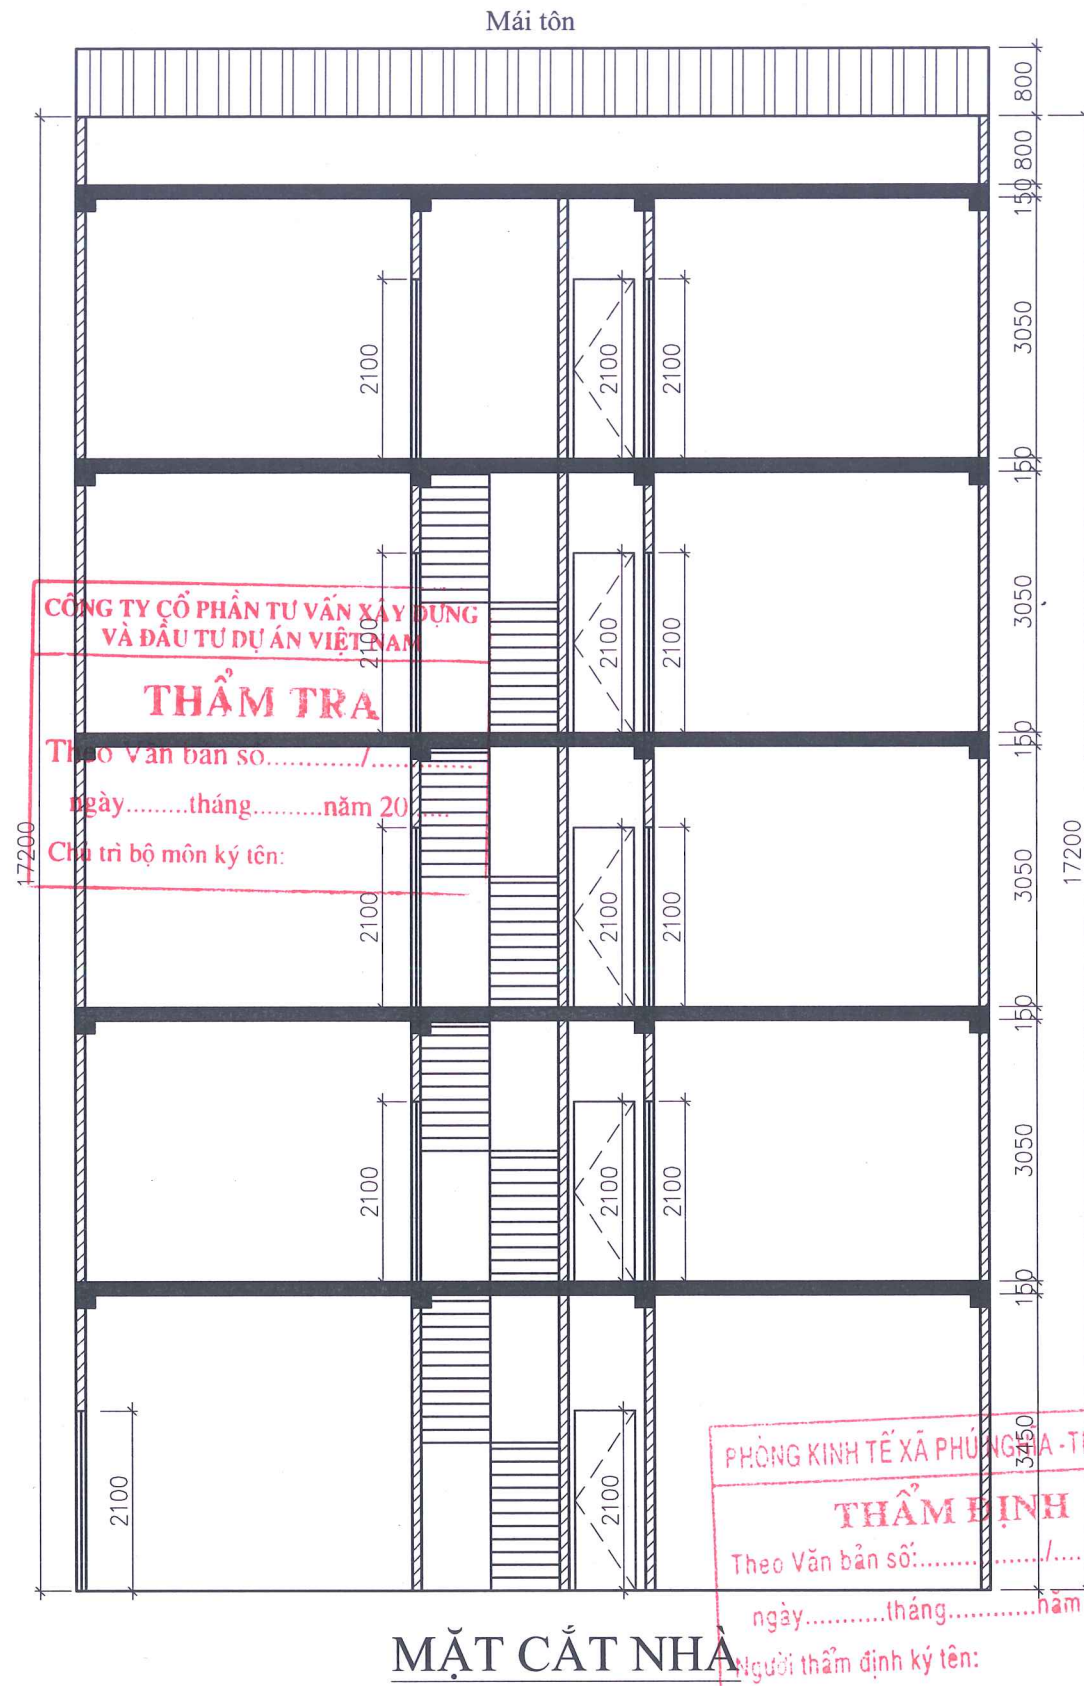 Mái tôn
800
800
150
3050
2100
2100
2100
150
3050
2100
2100
2100
CÔNG TY CỔ PHẦN TƯ VẤN XÂY DỰNG
VÀ ĐẦU TƯ DỰ ÁN VIỆT NAM
THẨM TRA
Theo Văn bản số............/............
ngày.........tháng.........năm 20.....
Chủ trì bộ môn ký tên:
150
3050
2100
2100
2100
17200
17200
150
3050
2100
2100
2100
150
3450
2100
2100
PHÒNG KINH TẾ XÃ PHÚ NGHĨA - T
THẨM ĐỊNH
Theo Văn bản số:................/.....
ngày...........tháng............năm
Người thẩm định ký tên:
MẶT CẮT NHÀ